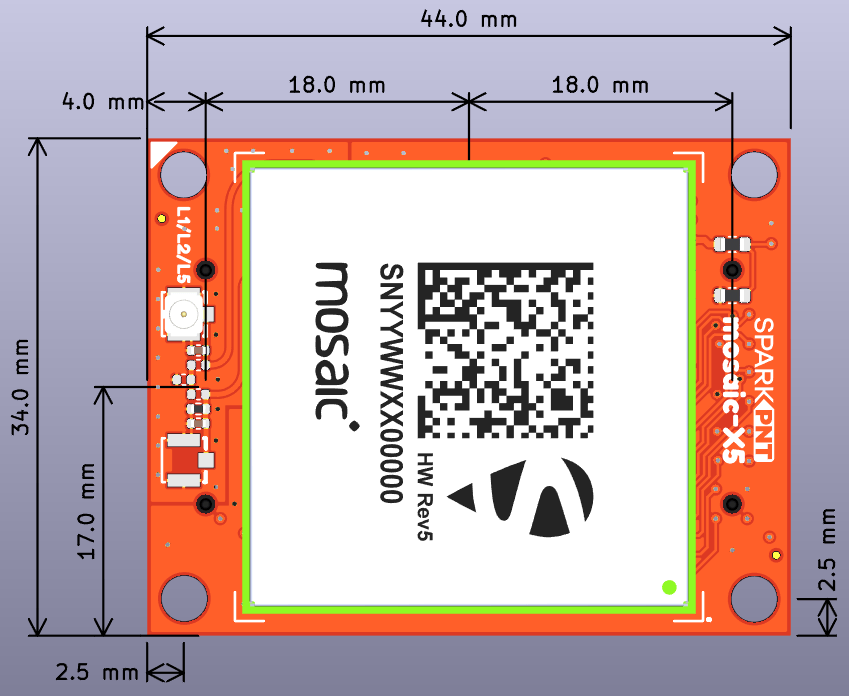 44.0 mm
4.0 mm
18.0 mm
18.0 mm
34.0 mm
17.0 mm
2.5 mm
2.5 mm
L1/L2/L5
mosaic
SNYYWWXX00000
HW Rev5
mosaic-X5
SPARKPNT